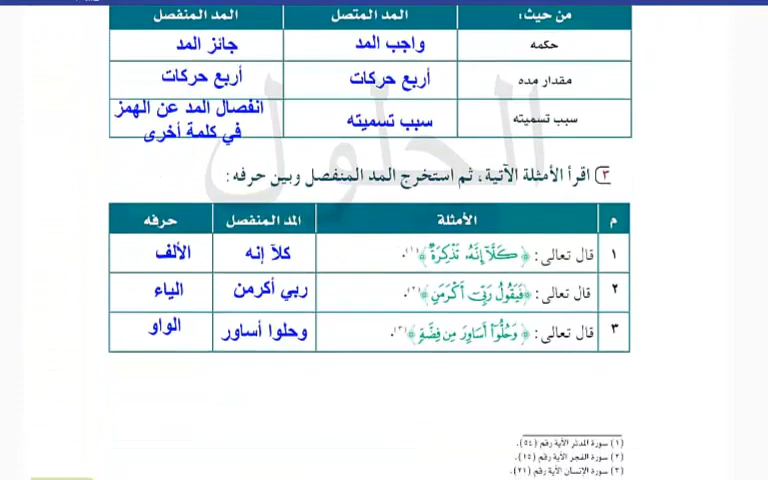 من حيث: المد المتصل المد المنفصل
حكمه واجب المد جائز المد
مقدار مده أربع حركات أربع حركات
سبب تسميته سبب تسميته انفصال المد عن الهمز
في كلمة أخرى
الحلول
٣ اقرأ الأمثلة الآتية، ثم استخرج المد المنفصل وبين حرفه:
م الأمثلة المد المنفصل حرفه
١ قال تعالى: ﴿كَلَّآ إِنَّهُۥ تَذْكِرَةٞ﴾(١). كلآ إنه الألف
٢ قال تعالى: ﴿فَيَقُولُ رَبِّيٓ أَكْرَمَنِ﴾(٢). ربي أكرمن الياء
٣ قال تعالى: ﴿وَحُلُّوٓاْ أَسَاوِرَ مِن فِضَّةٖ﴾(٣). وحلوا أساور الواو
(١) سورة المدثر الآية رقم (٥٤).
(٢) سورة الفجر الآية رقم (١٥).
(٣) سورة الإنسان الآية رقم (٢١).